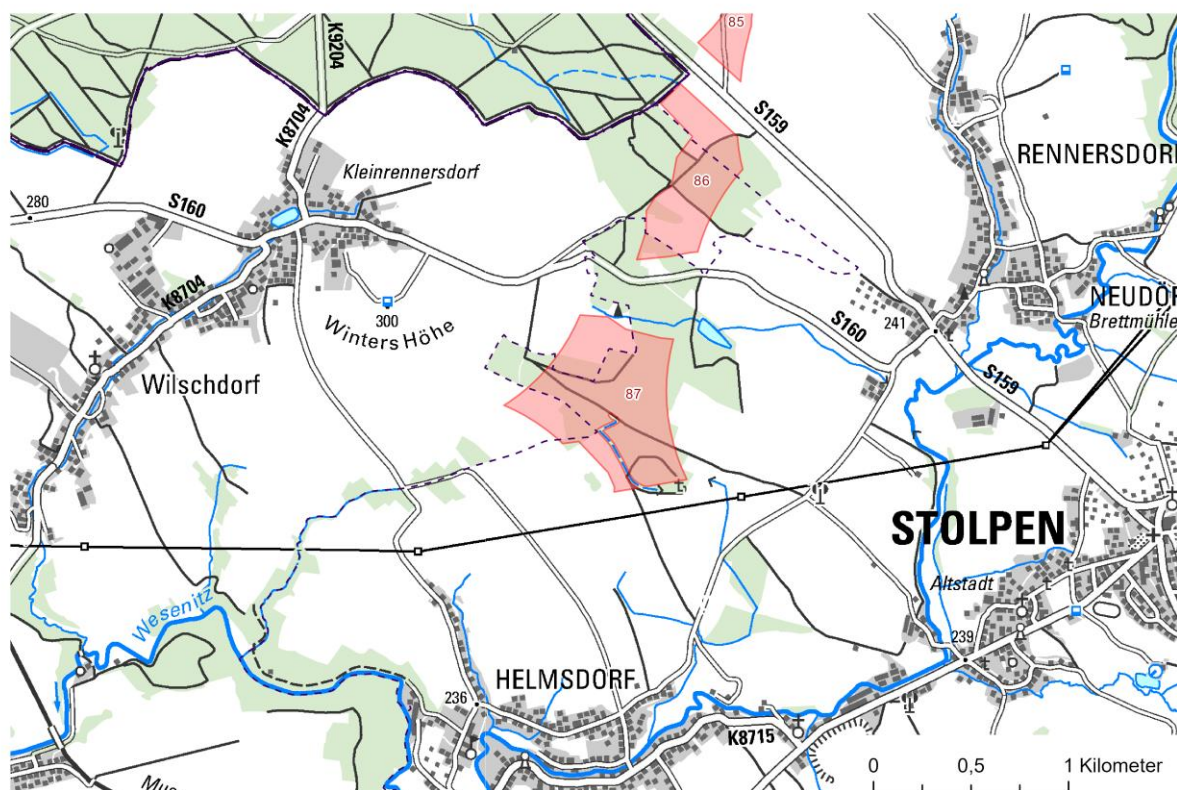 85
K9204
K8704
S159
RENNERSDORF
Kleinrennersdorf
86
280
S160
K8704
300
Winters Höhe
241
S160
NEUDÖRF
Brettmühle
S159
Wilschdorf
87
STOLPEN
Altstadt
Wesenitz
239
HELMSDORF
236
K8715
0 0,5 1 Kilometer